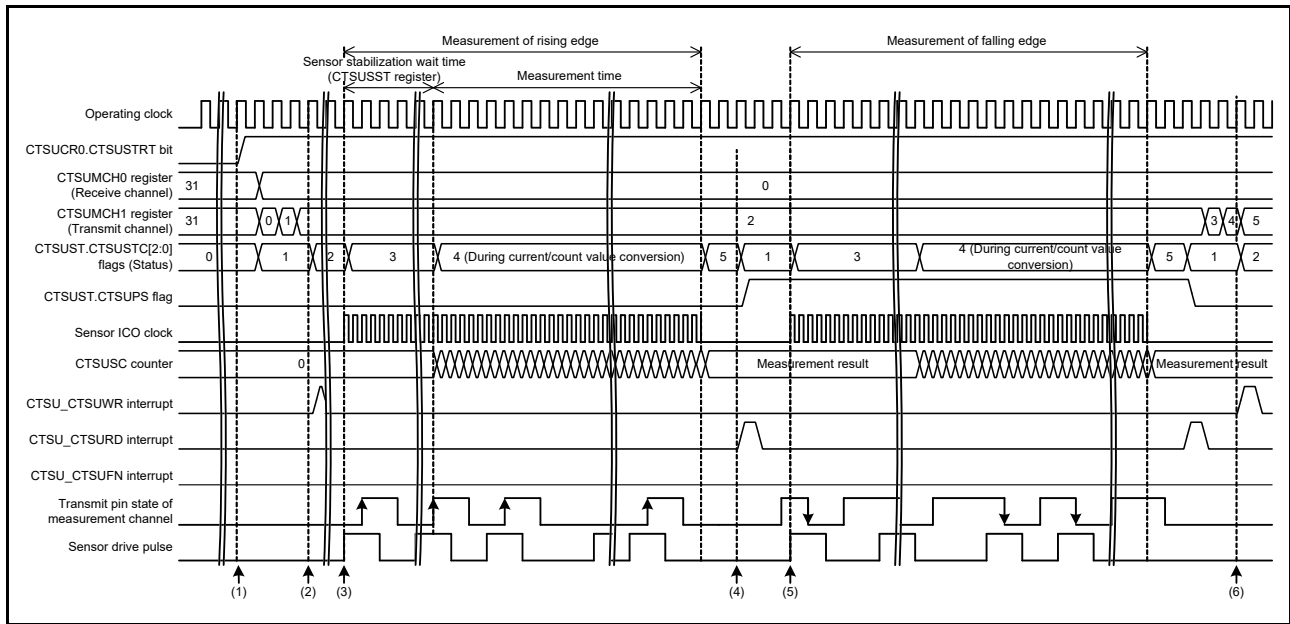 Measurement of rising edge
Measurement of falling edge
Sensor stabilization wait time
(CTSUSST register)
Measurement time
Operating clock
CTSUCR0.CTSUSTRT bit
CTSUMCH0 register
(Receive channel)
31
0
CTSUMCH1 register
(Transmit channel)
31
0
1
2
3
4
5
CTSUST.CTSUSTC[2:0]
flags (Status)
0
1
2
3
4 (During current/count value conversion)
5
1
3
4 (During current/count value
conversion)
5
1
2
CTSUST.CTSUPS flag
Sensor ICO clock
CTSUSC counter
0
Measurement result
Measurement result
CTSU_CTSUWR interrupt
CTSU_CTSURD interrupt
CTSU_CTSUFN interrupt
Transmit pin state of
measurement channel
Sensor drive pulse
(1)
(2)
(3)
(4)
(5)
(6)